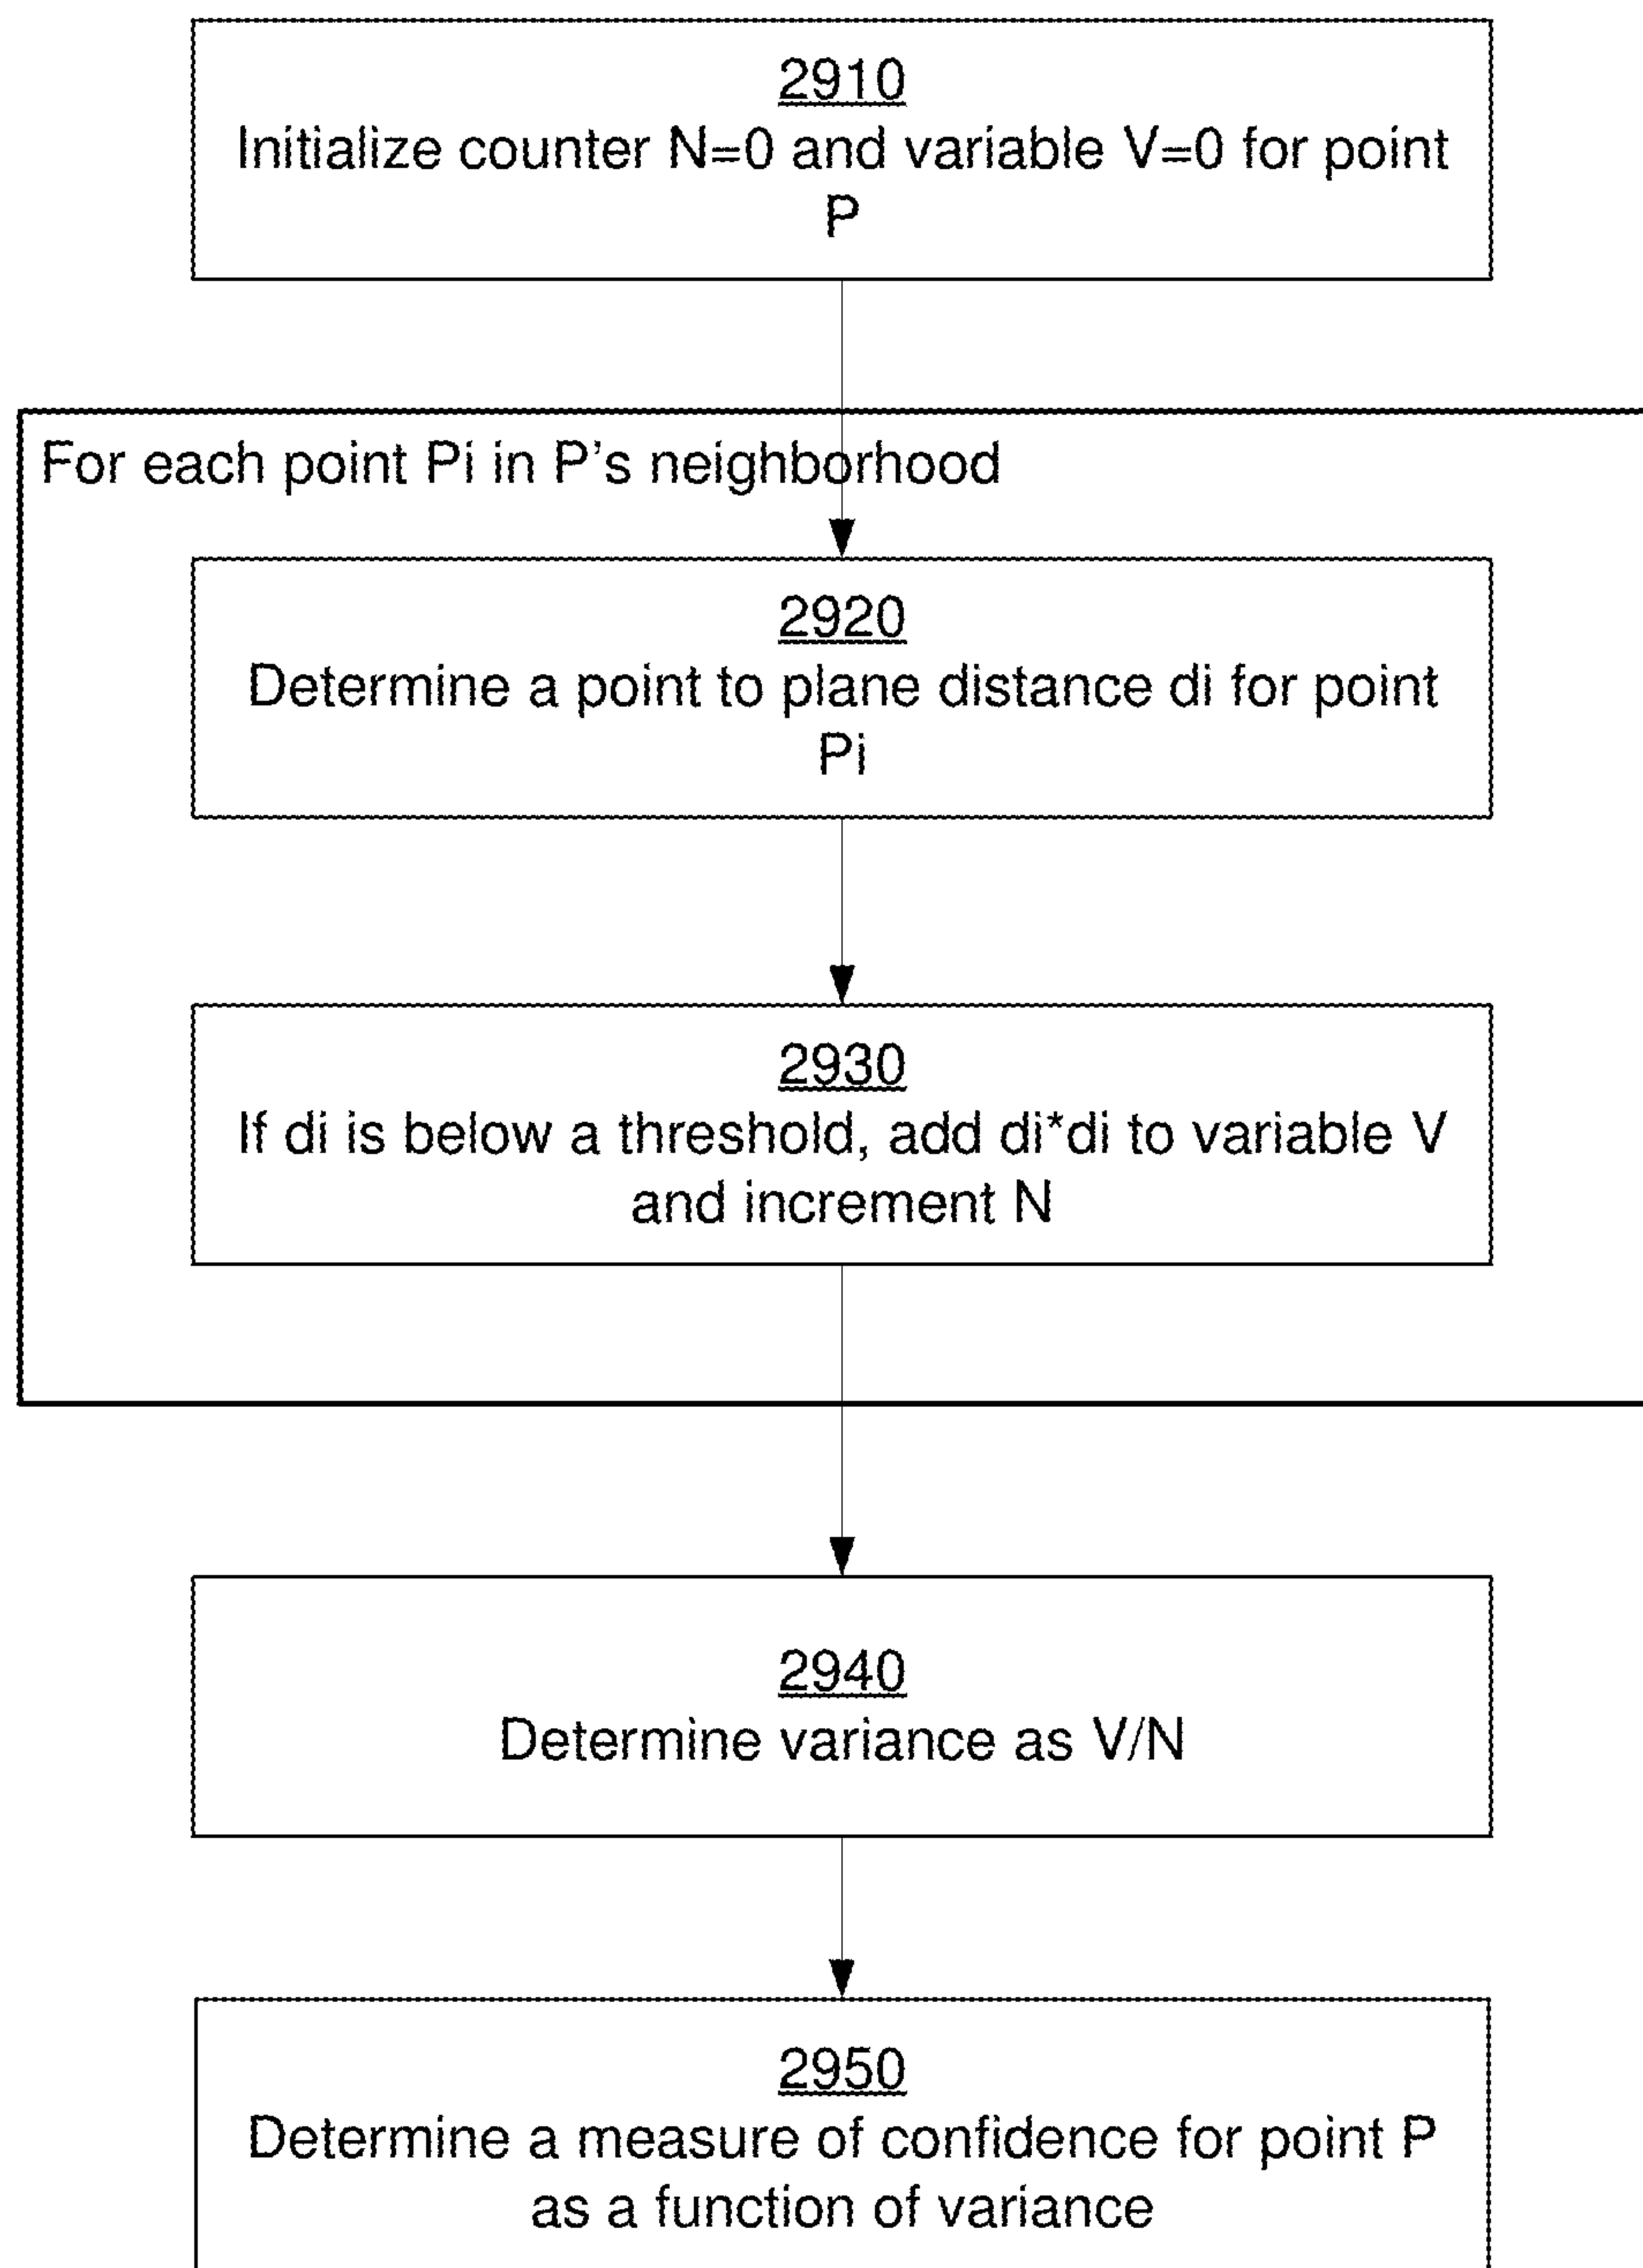 2910
Initialize counter N=0 and variable V=0 for point
P
For each point Pi in P's neighborhood
2920
Determine a point to plane distance di for point
Pi
2930
If di is below a threshold, add di*di to variable V
and increment N
2940
Determine variance as V/N
2950
Determine a measure of confidence for point P
as a function of variance